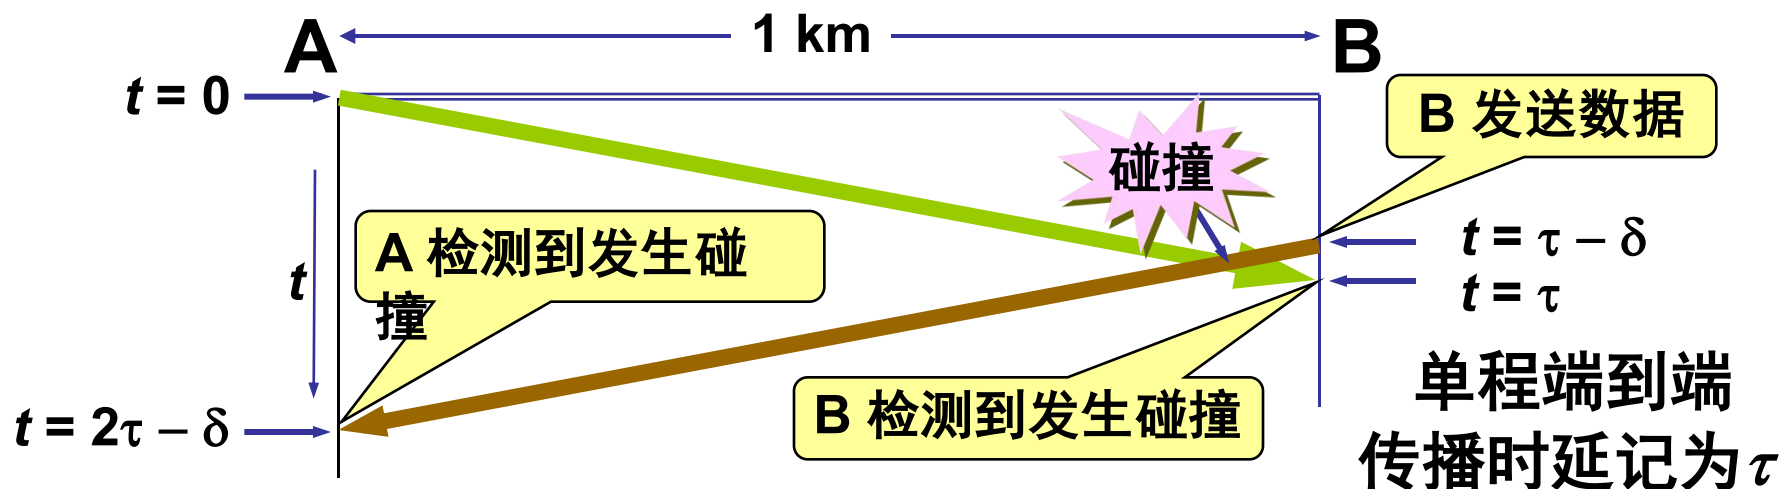 A
1 km
B
t = 0
B 发送数据
碰撞
A 检测到发生碰
撞
t = τ – δ
t
t = τ
单程端到端
传播时延记为 τ
B 检测到发生碰撞
t = 2τ – δ